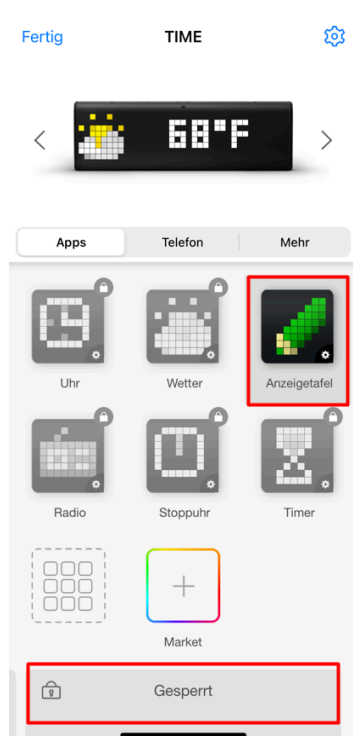 Fertig TIME
68°F
Apps Telefon Mehr
Uhr Wetter Anzeigetafel
Radio Stoppuhr Timer
Market
Gesperrt